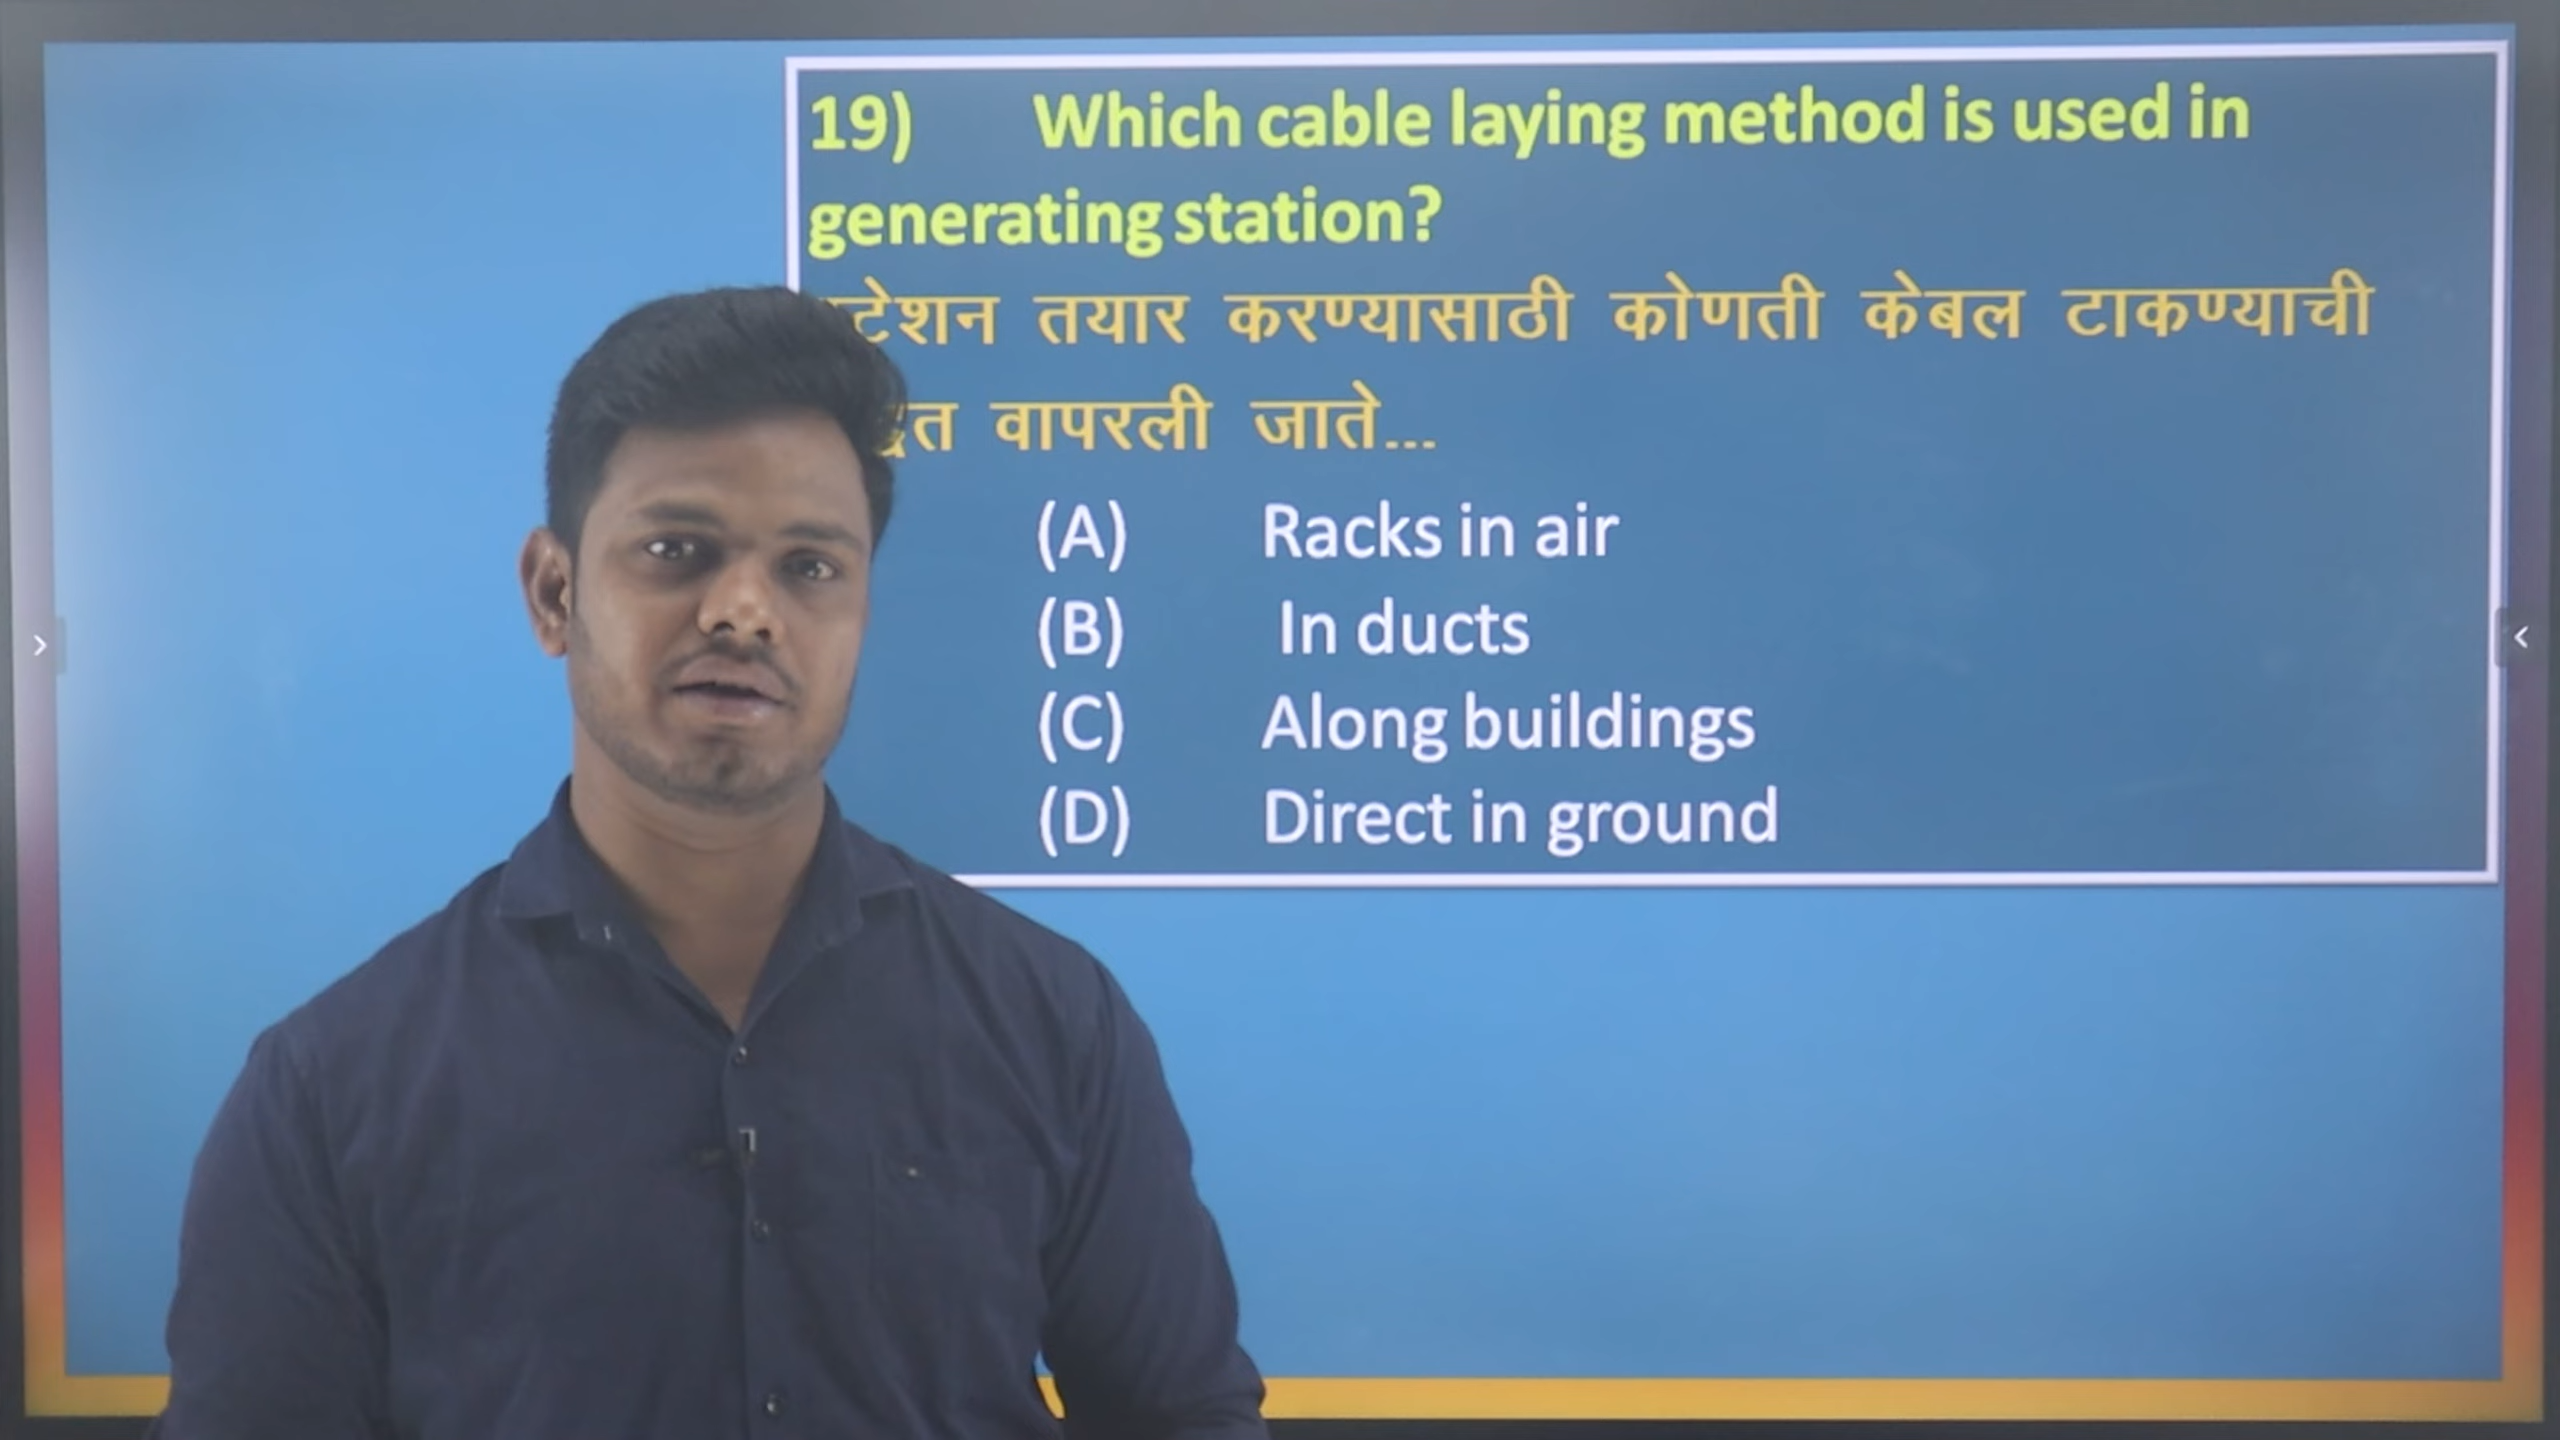 19) Which cable laying method is used in
generating station?
तयार करण्यासाठी कोणती केबल टाकण्याची
वापरली जाते...
(A) Racks in air
(B) In ducts
(C) Along buildings
(D) Direct in ground